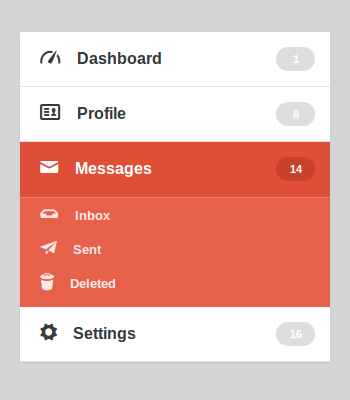 Dashboard 1
Profile 8
Messages 14
Inbox
Sent
Deleted
Settings 16